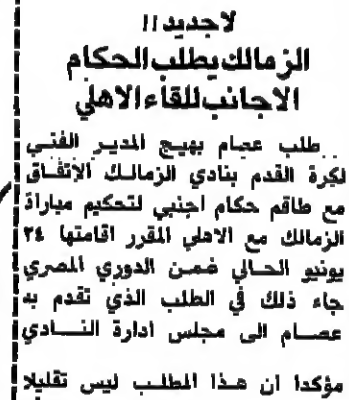 لاجديد!!
الزمالك يطلب الحكام
الاجانب للقاء الاهلي
طلب عصام بهيج المدير الفني
لكرة القدم بنادي الزمالك الإتفاق
مع طاقم حكام اجنبي لتحكيم مباراة
الزمالك مع الاهلي المقرر اقامتها ٢٤
يونيو الحالي ضمن الدوري المصري
جاء ذلك في الطلب الذي تقدم به
عصام الى مجلس ادارة النادي
مؤكدا ان هذا الطلب ليس تقليلا